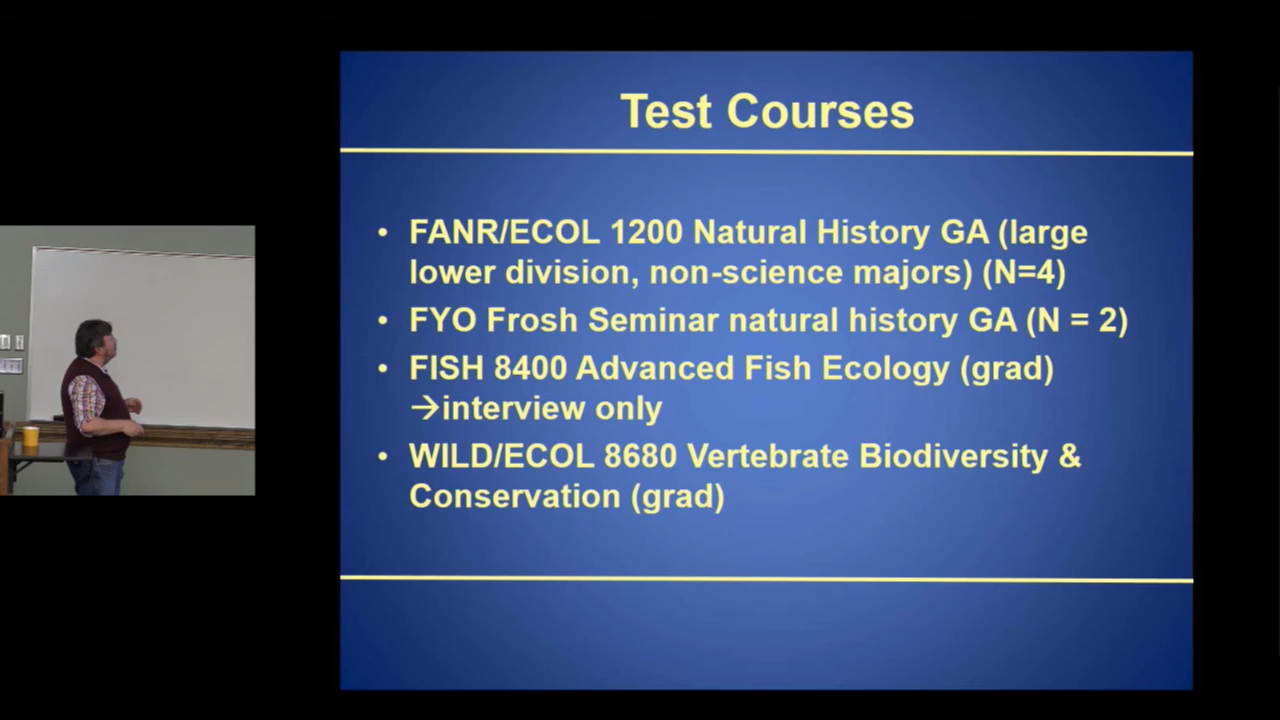 Test Courses
• FANR/ECOL 1200 Natural History GA (large
lower division, non-science majors) (N=4)
• FYO Frosh Seminar natural history GA (N = 2)
• FISH 8400 Advanced Fish Ecology (grad)
→interview only
• WILD/ECOL 8680 Vertebrate Biodiversity &
Conservation (grad)